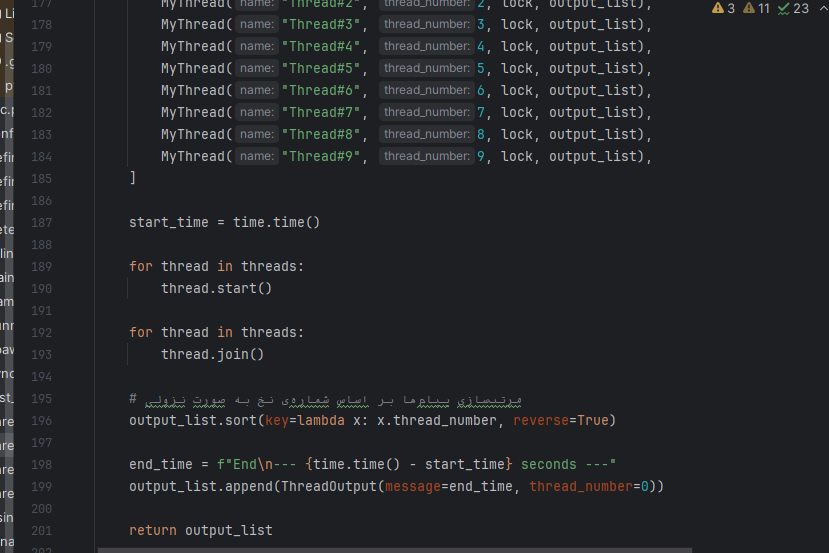 177 MyThread( name: "Thread#2", thread_number: 2, lock, output_list),
3 11 23
178 MyThread( name: "Thread#3", thread_number: 3, lock, output_list),
179 MyThread( name: "Thread#4", thread_number: 4, lock, output_list),
180 MyThread( name: "Thread#5", thread_number: 5, lock, output_list),
181 MyThread( name: "Thread#6", thread_number: 6, lock, output_list),
182 MyThread( name: "Thread#7", thread_number: 7, lock, output_list),
183 MyThread( name: "Thread#8", thread_number: 8, lock, output_list),
184 MyThread( name: "Thread#9", thread_number: 9, lock, output_list),
185 ]
186
187 start_time = time.time()
188
189 for thread in threads:
190 thread.start()
191
192 for thread in threads:
193 thread.join()
194
195 # مرتبسازی پیام‌ها بر اساس شماره‌ی نخ به صورت نزولی
196 output_list.sort(key=lambda x: x.thread_number, reverse=True)
197
198 end_time = f"End\n--- {time.time() - start_time} seconds ---"
199 output_list.append(ThreadOutput(message=end_time, thread_number=0))
200
201 return output_list